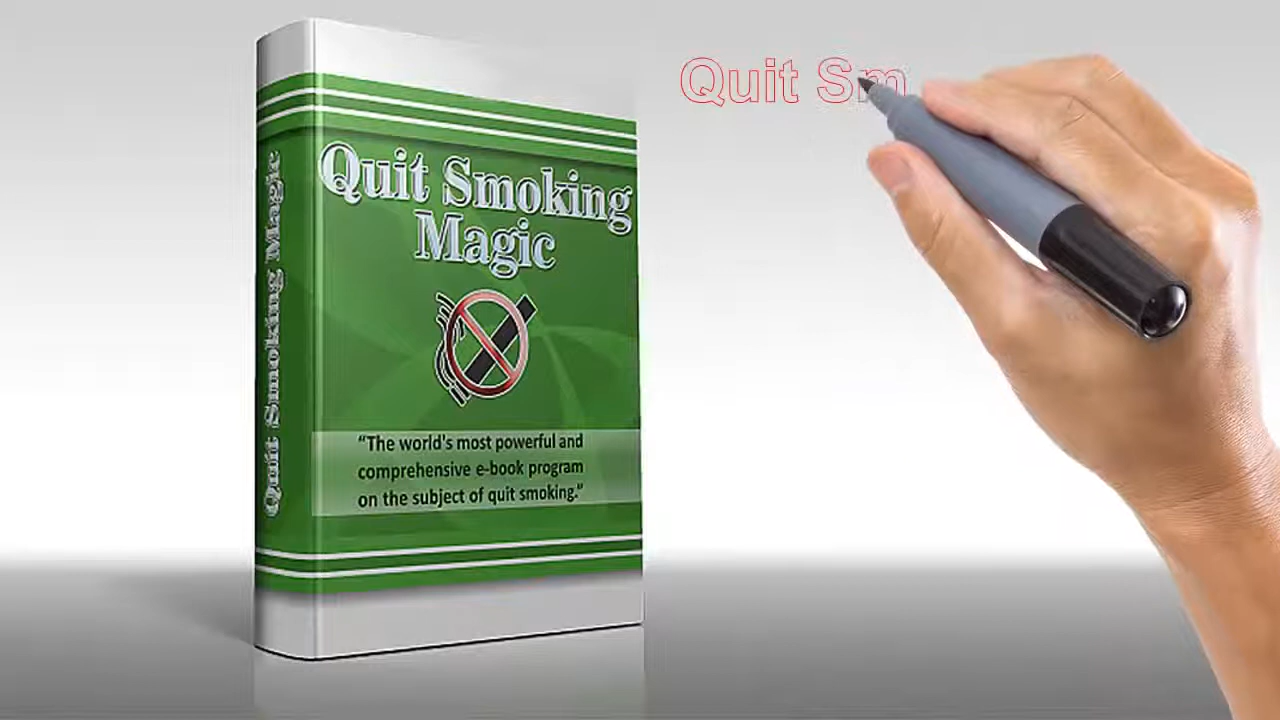 Quit Smoking Magic
Quit Smoking
Magic
“The world's most powerful and
comprehensive e-book program
on the subject of quit smoking.”
Quit Sm